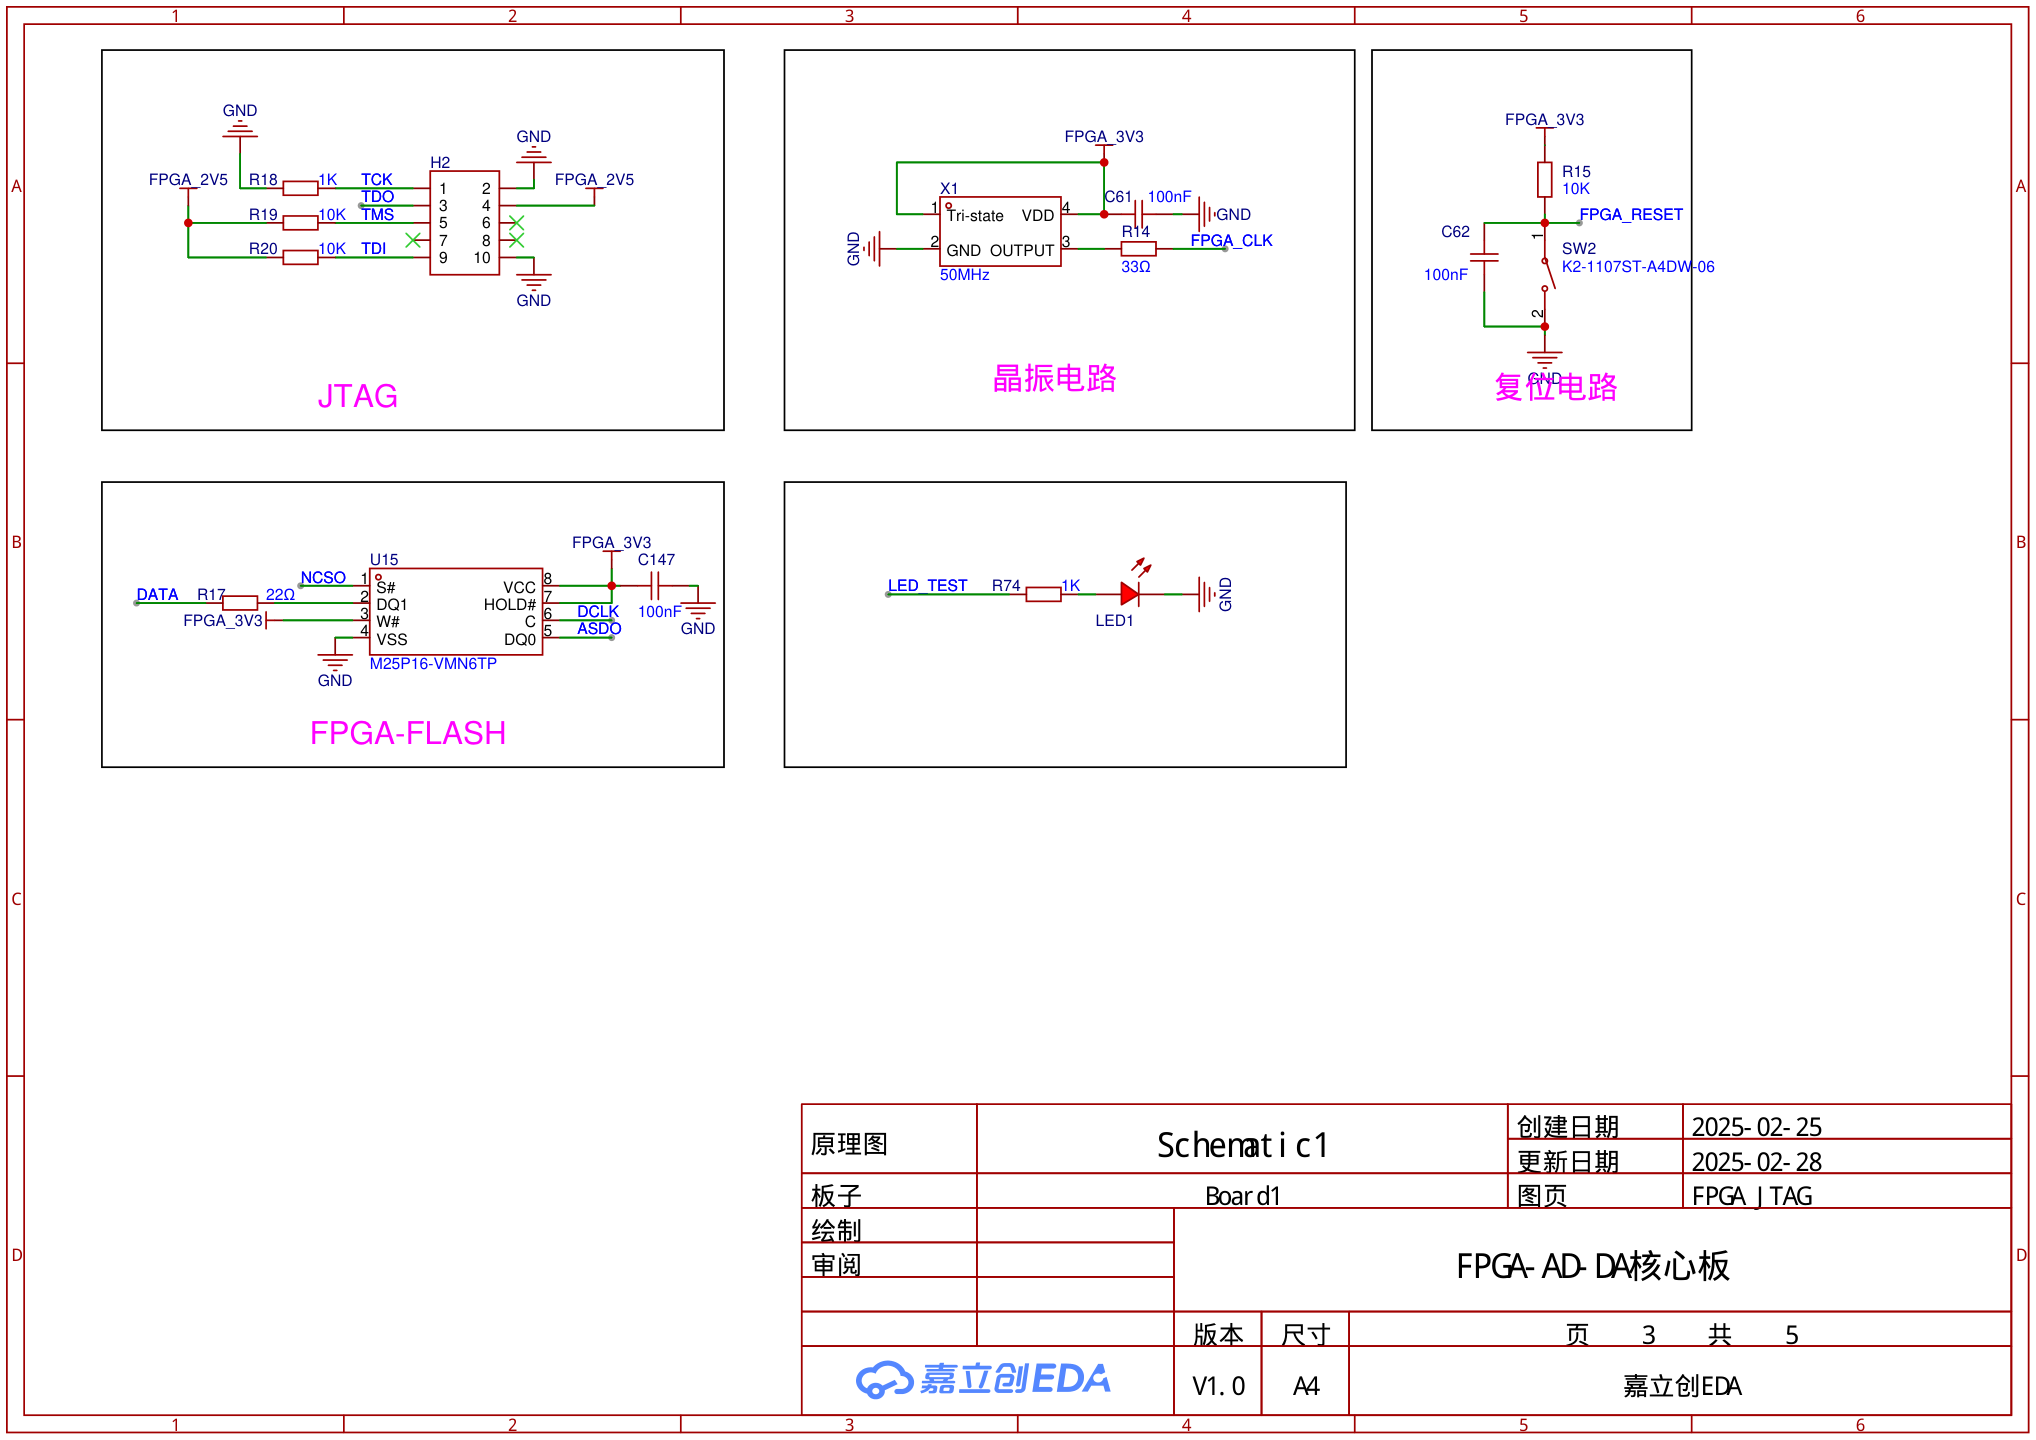 1 2 3 4 5 6
A
B
C
D
GND
FPGA_2V5
R18 1K TCK
TDO
R19 10K TMS
R20 10K TDI
H2
1 2
3 4
5 6
7 8
9 10
GND
FPGA_2V5
GND
JTAG
FPGA_3V3
X1
1 Tri-state VDD 4
2 GND OUTPUT 3
50MHz
GND
C61 100nF
GND
R14
33Ω
FPGA_CLK
晶振电路
FPGA_3V3
R15
10K
FPGA_RESET
C62
100nF
1
SW2
K2-1107ST-A4DW-06
2
GND
复位电路
FPGA_3V3
C147
100nF
GND
U15
NCSO
DATA R17 22Ω
FPGA_3V3
1 S# VCC 8
2 DQ1 HOLD# 7
3 W# C 6
4 VSS DQ0 5
DCLK
ASDO
M25P16-VMN6TP
GND
FPGA-FLASH
LED_TEST R74 1K
LED1
GND
A
B
C
D
原理图 Schematic1 创建日期 2025-02-25
更新日期 2025-02-28
板子 Board1 图页 FPGA_JTAG
绘制
审阅
FPGA-AD-DA核心板
版本 尺寸 页 3 共 5
嘉立创EDA V1.0 A4 嘉立创EDA
1 2 3 4 5 6